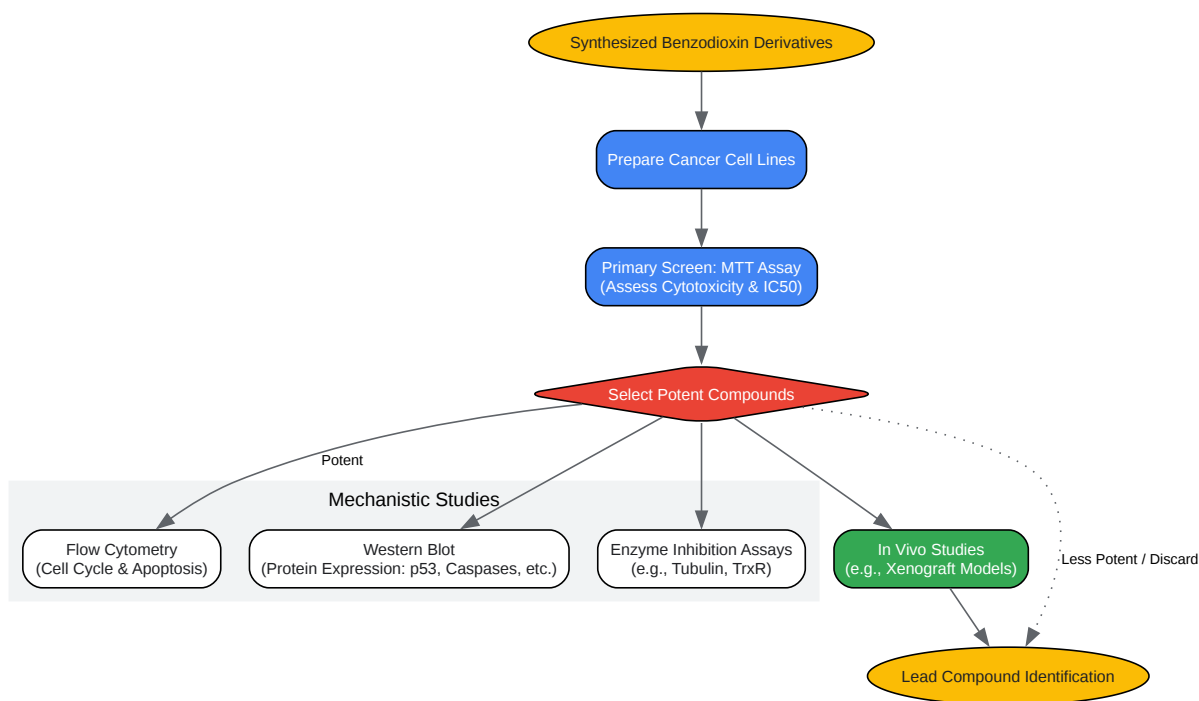 Synthesized Benzodioxin Derivatives
Prepare Cancer Cell Lines
Primary Screen: MTT Assay
(Assess Cytotoxicity & IC50)
Select Potent Compounds
Potent
Mechanistic Studies
Flow Cytometry
(Cell Cycle & Apoptosis)
Western Blot
(Protein Expression: p53, Caspases, etc.)
Enzyme Inhibition Assays
(e.g., Tubulin, TrxR)
In Vivo Studies
(e.g., Xenograft Models)
Less Potent / Discard
Lead Compound Identification